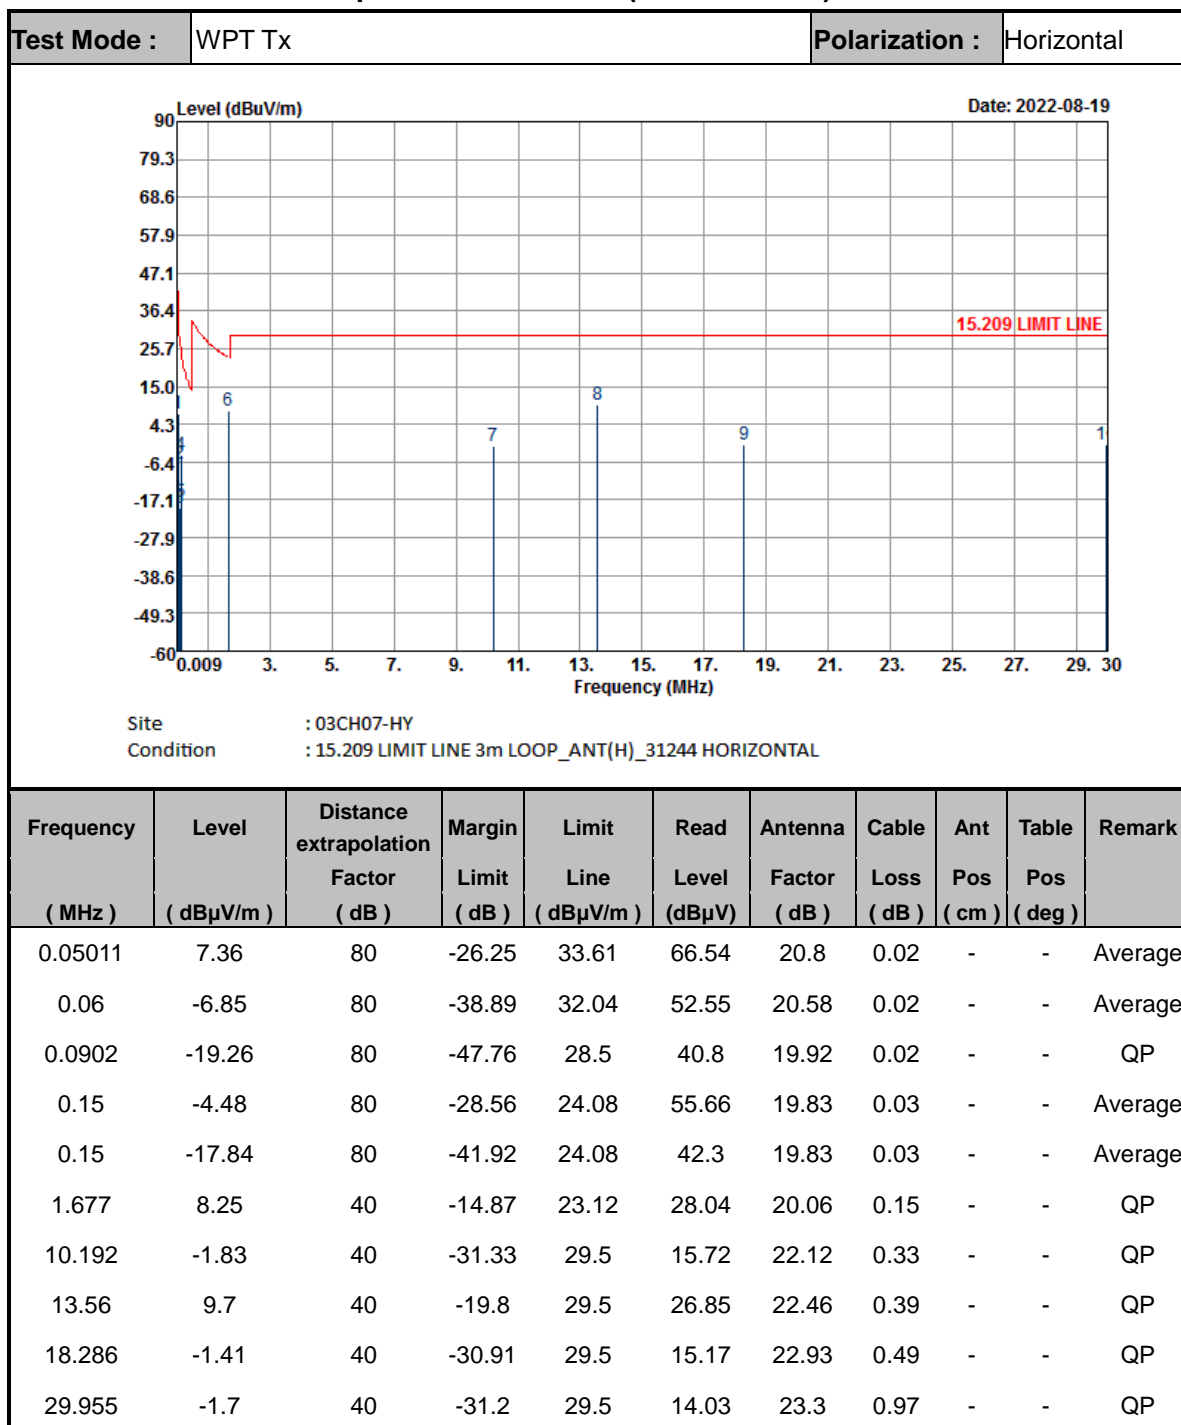 Test Mode : WPT Tx Polarization : Horizontal
Level (dBuV/m) Date: 2022-08-19
90
79.3
68.6
57.9
47.1
36.4
15.209 LIMIT LINE
25.7
15.0
6 8
4.3
7 9 1
4
-6.4
5
-17.1
-27.9
-38.6
-49.3
-60
0.009 3. 5. 7. 9. 11. 13. 15. 17. 19. 21. 23. 25. 27. 29. 30
Frequency (MHz)
Site : 03CH07-HY
Condition : 15.209 LIMIT LINE 3m LOOP_ANT(H)_31244 HORIZONTAL
Frequency Level Distance extrapolation Margin Limit Read Antenna Cable Ant Table Remark
Factor Limit Line Level Factor Loss Pos Pos
( MHz ) ( dBµV/m ) ( dB ) ( dB ) ( dBµV/m ) (dBµV) ( dB ) ( dB ) ( cm ) ( deg )
0.05011 7.36 80 -26.25 33.61 66.54 20.8 0.02 - - Average
0.06 -6.85 80 -38.89 32.04 52.55 20.58 0.02 - - Average
0.0902 -19.26 80 -47.76 28.5 40.8 19.92 0.02 - - QP
0.15 -4.48 80 -28.56 24.08 55.66 19.83 0.03 - - Average
0.15 -17.84 80 -41.92 24.08 42.3 19.83 0.03 - - Average
1.677 8.25 40 -14.87 23.12 28.04 20.06 0.15 - - QP
10.192 -1.83 40 -31.33 29.5 15.72 22.12 0.33 - - QP
13.56 9.7 40 -19.8 29.5 26.85 22.46 0.39 - - QP
18.286 -1.41 40 -30.91 29.5 15.17 22.93 0.49 - - QP
29.955 -1.7 40 -31.2 29.5 14.03 23.3 0.97 - - QP